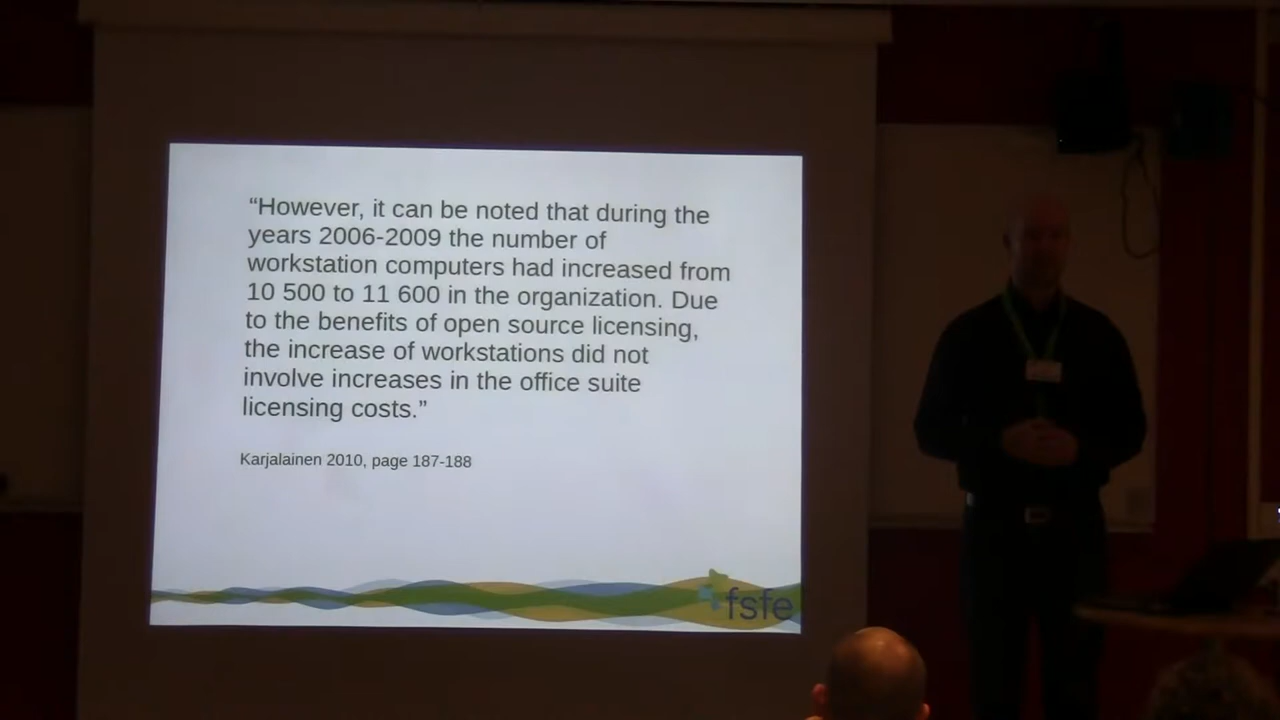 “However, it can be noted that during the
years 2006-2009 the number of
workstation computers had increased from
10 500 to 11 600 in the organization. Due
to the benefits of open source licensing,
the increase of workstations did not
involve increases in the office suite
licensing costs.”
Karjalainen 2010, page 187-188
fsfe